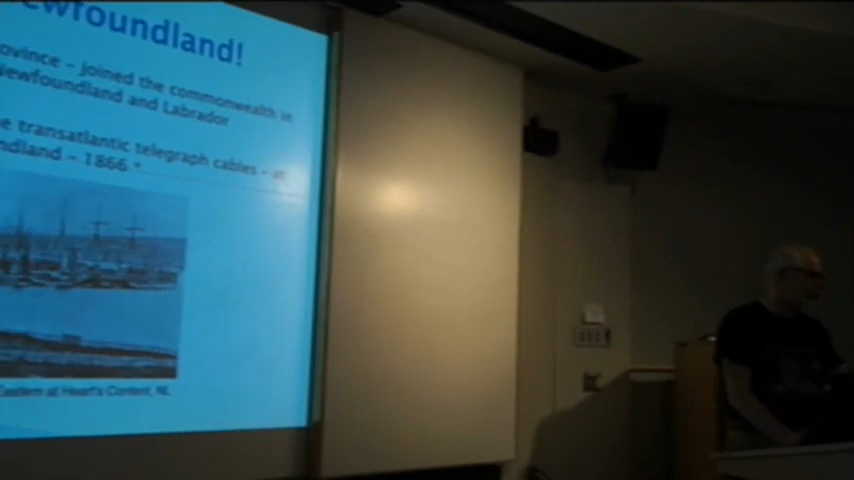 ewfoundland!
ovince – joined the commonwealth in
Newfoundland and Labrador
e transatlantic telegraph cables – at
ndland – 1866 *
Eastern at Heart's Content, NL